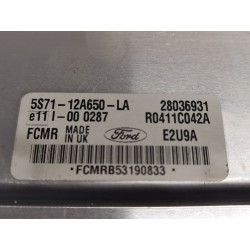 5S71-12A650-LA 28036931
e11 I-00 0287 R0411C042A
FCMR MADE IN UK Ford E2U9A
*FCMRB53190833*